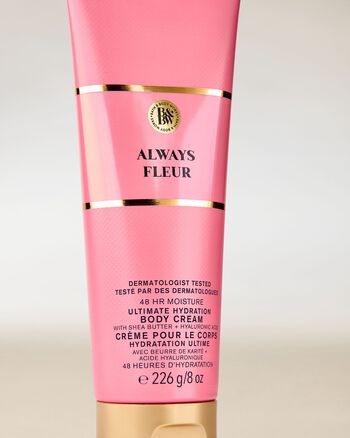 B&BW
ALWAYS
FLEUR
DERMATOLOGIST TESTED
TESTÉ PAR DES DERMATOLOGUES
48 HR MOISTURE
ULTIMATE HYDRATION
BODY CREAM
WITH SHEA BUTTER + HYALURONIC ACID
CRÈME POUR LE CORPS
HYDRATATION ULTIME
AVEC BEURRE DE KARITÉ +
ACIDE HYALURONIQUE
48 HEURES D'HYDRATATION
℮ 226 g/8 oz